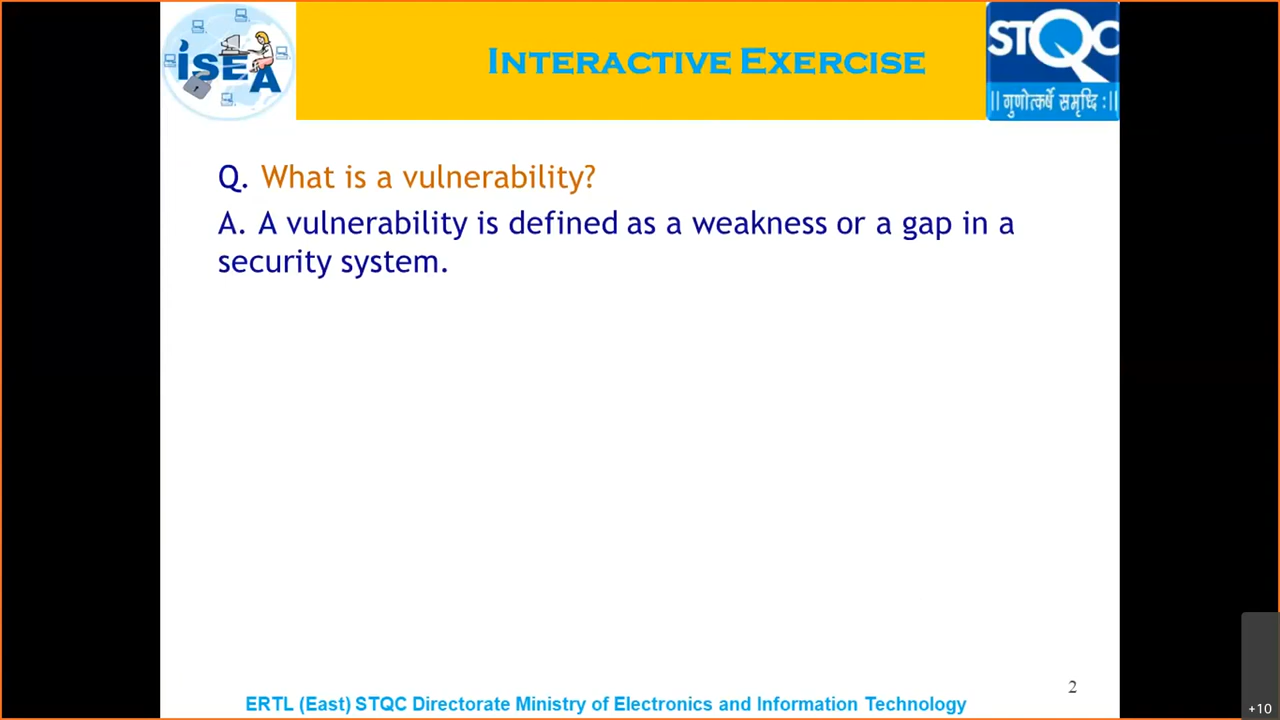 iSEA
INTERACTIVE EXERCISE
STQC
॥गुणोत्कर्षे समृध्दि:॥
Q. What is a vulnerability?
A. A vulnerability is defined as a weakness or a gap in a
security system.
2
ERTL (East) STQC Directorate Ministry of Electronics and Information Technology
+10